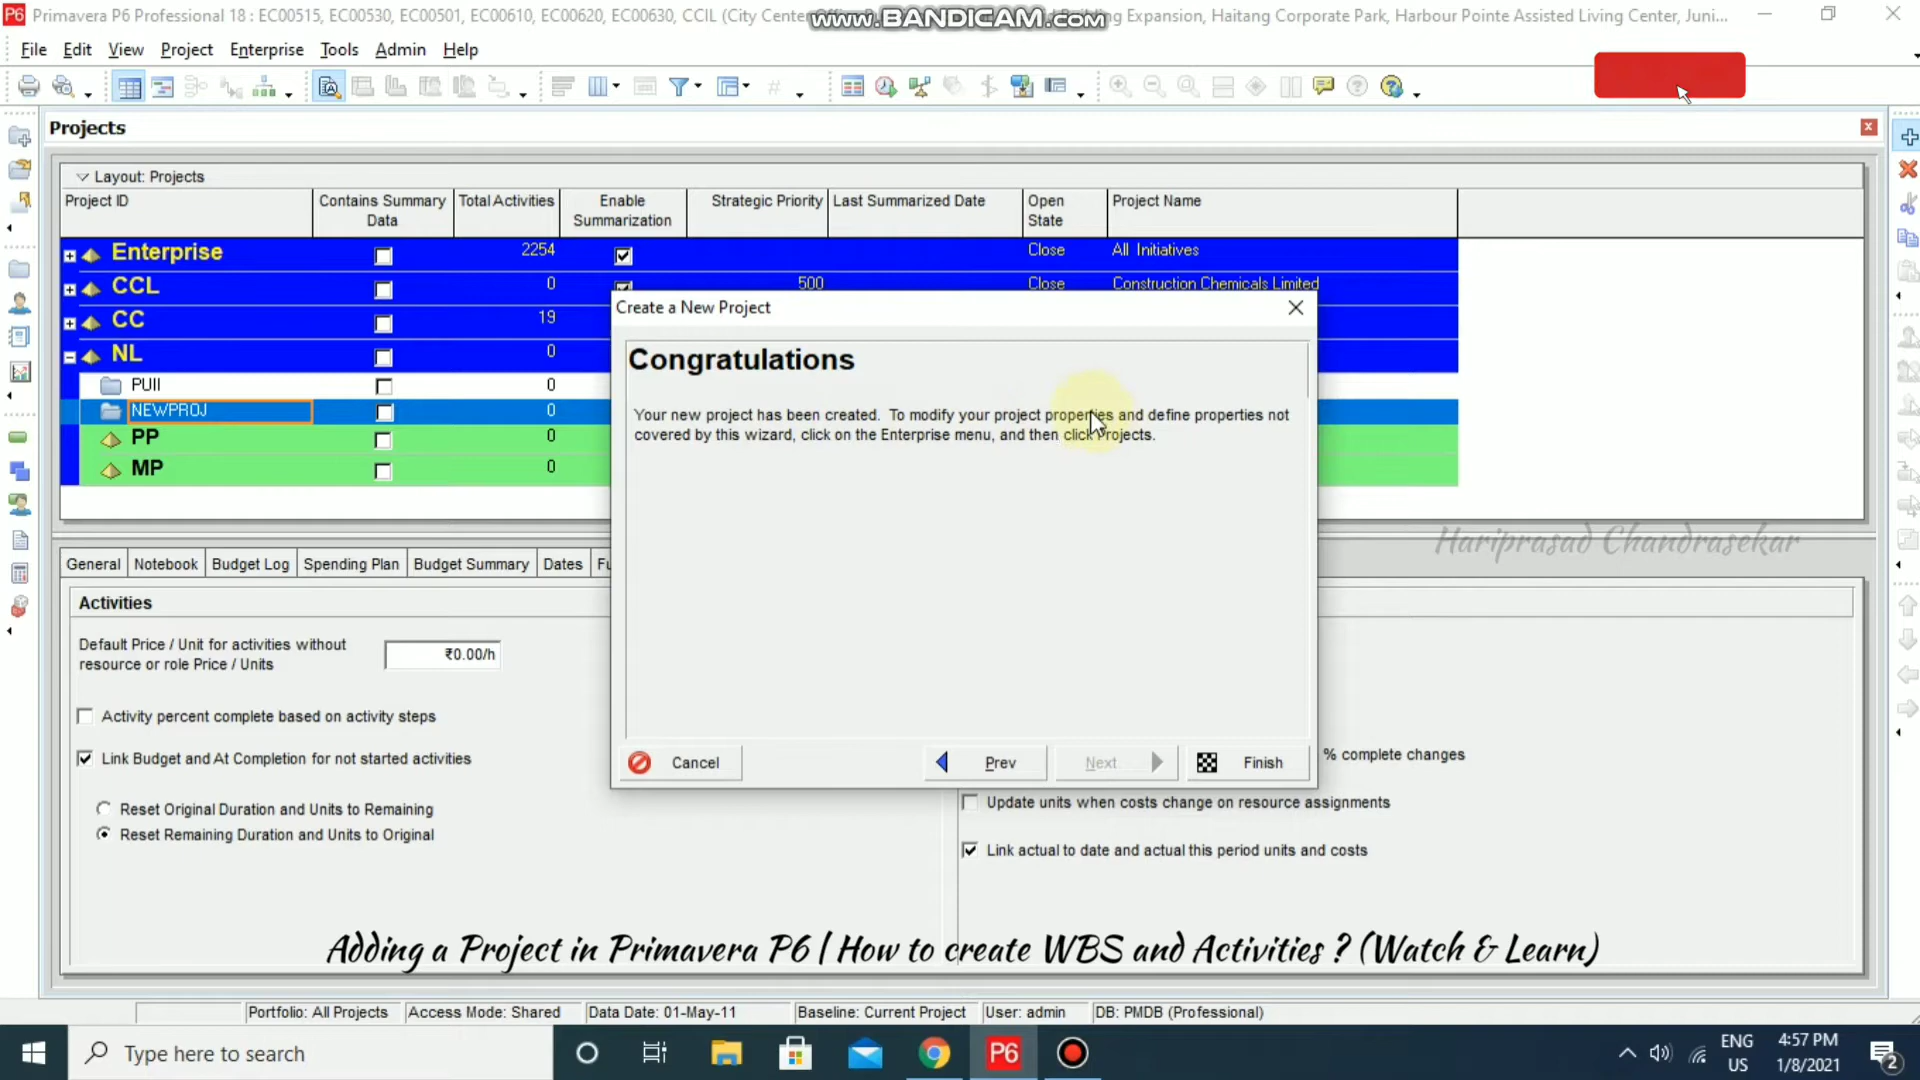 Primavera P6 Professional 18 : EC00515, EC00530, EC00501, EC00610, EC00620, EC00630, CCIL (City Center
www.BANDICAM.com
Expansion, Haitang Corporate Park, Harbour Pointe Assisted Living Center, Juni...
File Edit View Project Enterprise Tools Admin Help
Projects
Layout: Projects
Project ID Contains Summary Data Total Activities Enable Summarization Strategic Priority Last Summarized Date Open State Project Name
Enterprise 2254 Close All Initiatives
CCL 0 500 Close Construction Chemicals Limited
CC 19
NL 0
PUII 0
NEWPROJ 0
PP 0
MP 0
Create a New Project
Congratulations
Your new project has been created. To modify your project properties and define properties not
covered by this wizard, click on the Enterprise menu, and then click Projects.
Cancel Prev Next Finish
Hariprasad Chandrasekar
General Notebook Budget Log Spending Plan Budget Summary Dates Fu
Activities
Default Price / Unit for activities without
resource or role Price / Units
₹0.00/h
Activity percent complete based on activity steps
Link Budget and At Completion for not started activities
% complete changes
Reset Original Duration and Units to Remaining
Update units when costs change on resource assignments
Reset Remaining Duration and Units to Original
Link actual to date and actual this period units and costs
Adding a Project in Primavera P6 | How to create WBS and Activities ? (Watch & Learn)
Portfolio: All Projects Access Mode: Shared Data Date: 01-May-11 Baseline: Current Project User: admin DB: PMDB (Professional)
Type here to search
P6
ENG
US
4:57 PM
1/8/2021
2